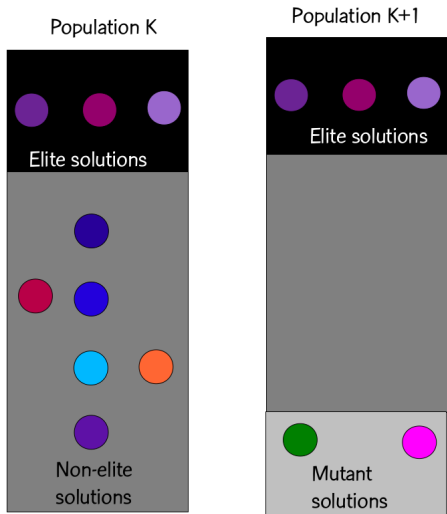 Population K
Elite solutions
Non-elite
solutions
Population K+1
Elite solutions
Mutant
solutions